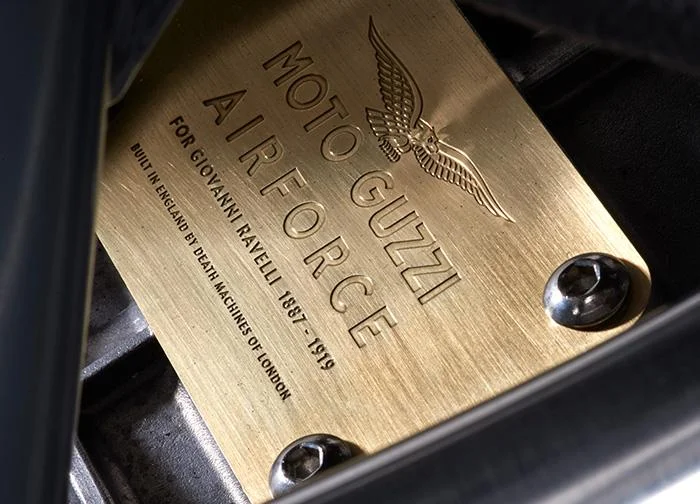 MOTO GUZZI
AIRFORCE
FOR GIOVANNI RAVELLI 1887-1919
BUILT IN ENGLAND BY DEATH MACHINES OF LONDON